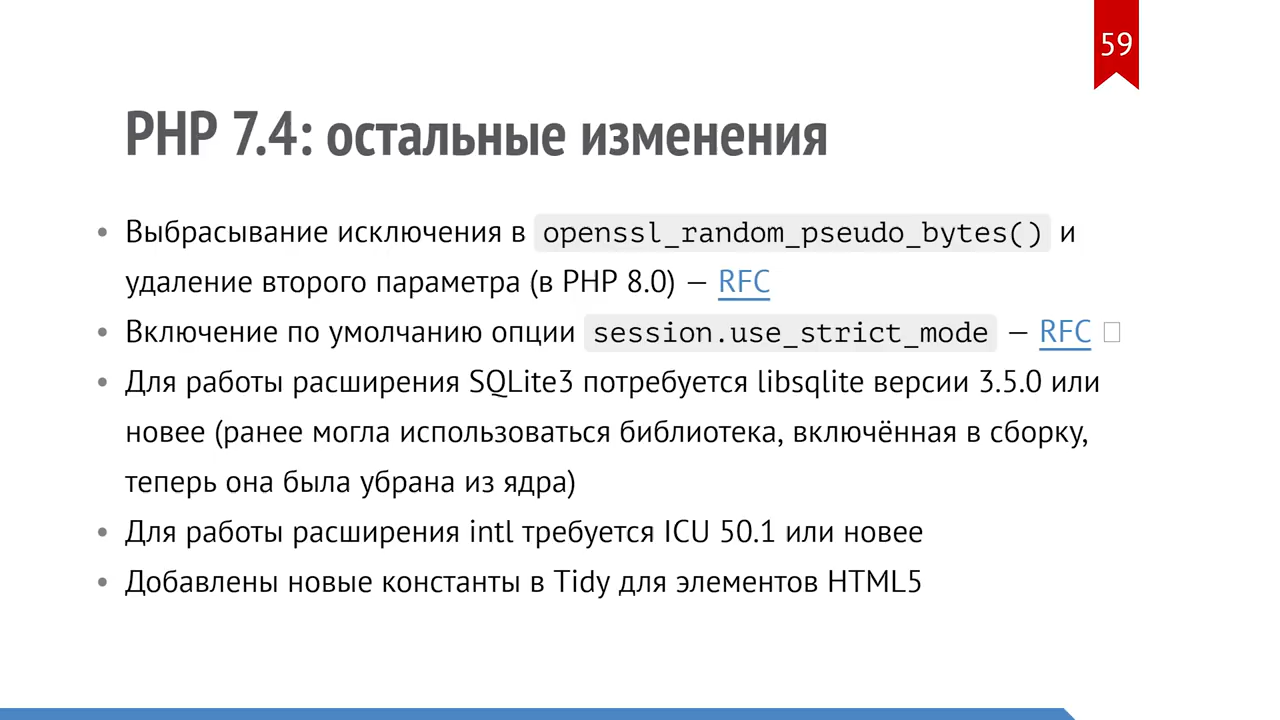 59
PHP 7.4: остальные изменения
• Выбрасывание исключения в openssl_random_pseudo_bytes() и
удаление второго параметра (в PHP 8.0) — RFC
• Включение по умолчанию опции session.use_strict_mode — RFC □
• Для работы расширения SQLite3 потребуется libsqlite версии 3.5.0 или
новее (ранее могла использоваться библиотека, включённая в сборку,
теперь она была убрана из ядра)
• Для работы расширения intl требуется ICU 50.1 или новее
• Добавлены новые константы в Tidy для элементов HTML5